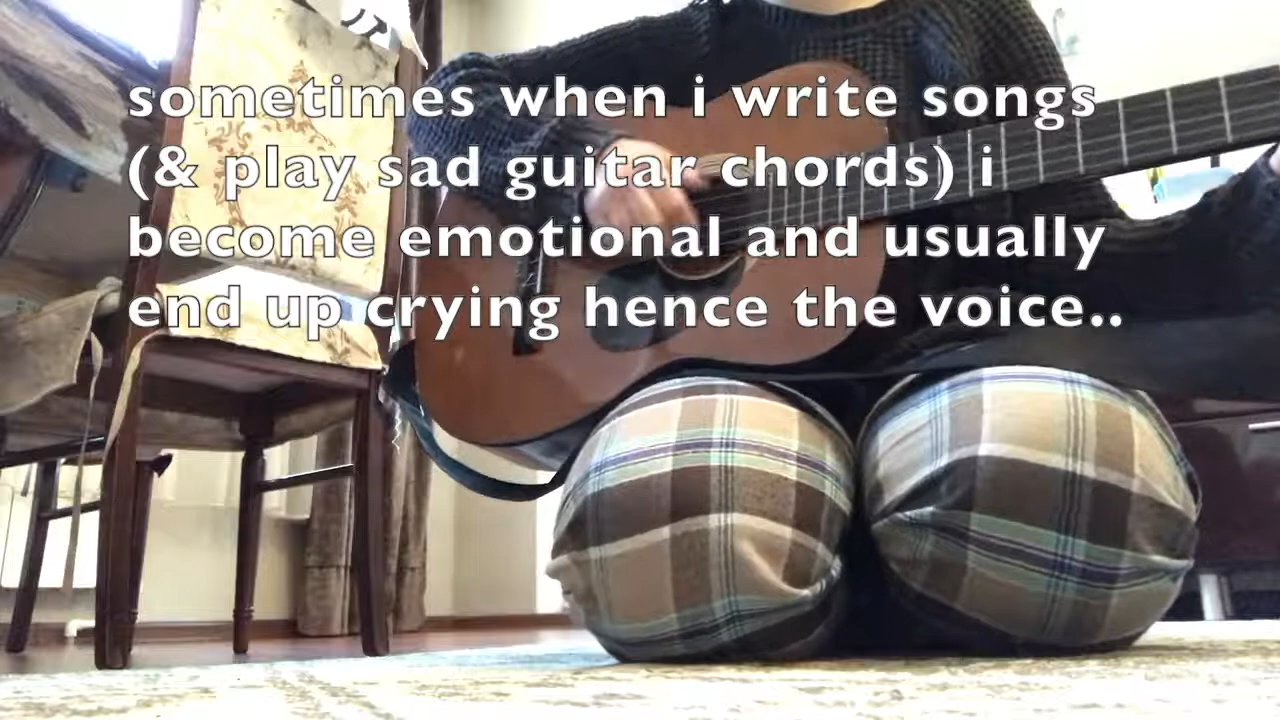 sometimes when i write songs
(& play sad guitar chords) i
become emotional and usually
end up crying hence the voice..